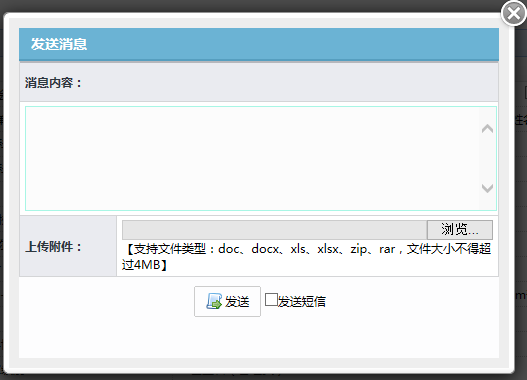 发送消息
消息内容：
上传附件：
浏览...
【支持文件类型：doc、docx、xls、xlsx、zip、rar，文件大小不得超
过4MB】
发送
发送短信